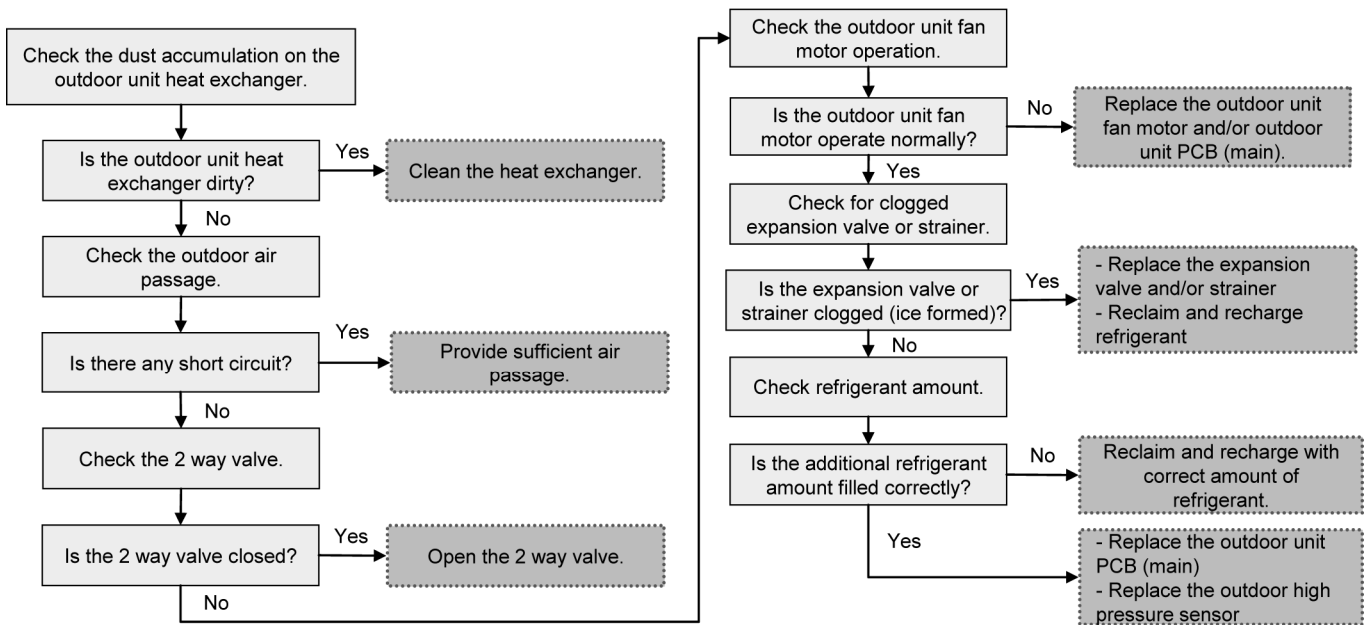 Check the dust accumulation on the
outdoor unit heat exchanger.
Is the outdoor unit heat
exchanger dirty?
Yes
Clean the heat exchanger.
No
Check the outdoor air
passage.
Is there any short circuit?
Yes
Provide sufficient air
passage.
No
Check the 2 way valve.
Is the 2 way valve closed?
Yes
Open the 2 way valve.
No
Check the outdoor unit fan
motor operation.
Is the outdoor unit fan
motor operate normally?
No
Replace the outdoor unit
fan motor and/or outdoor
unit PCB (main).
Yes
Check for clogged
expansion valve or strainer.
Is the expansion valve or
strainer clogged (ice formed)?
Yes
- Replace the expansion
valve and/or strainer
- Reclaim and recharge
refrigerant
No
Check refrigerant amount.
Is the additional refrigerant
amount filled correctly?
No
Reclaim and recharge with
correct amount of
refrigerant.
Yes
- Replace the outdoor unit
PCB (main)
- Replace the outdoor high
pressure sensor